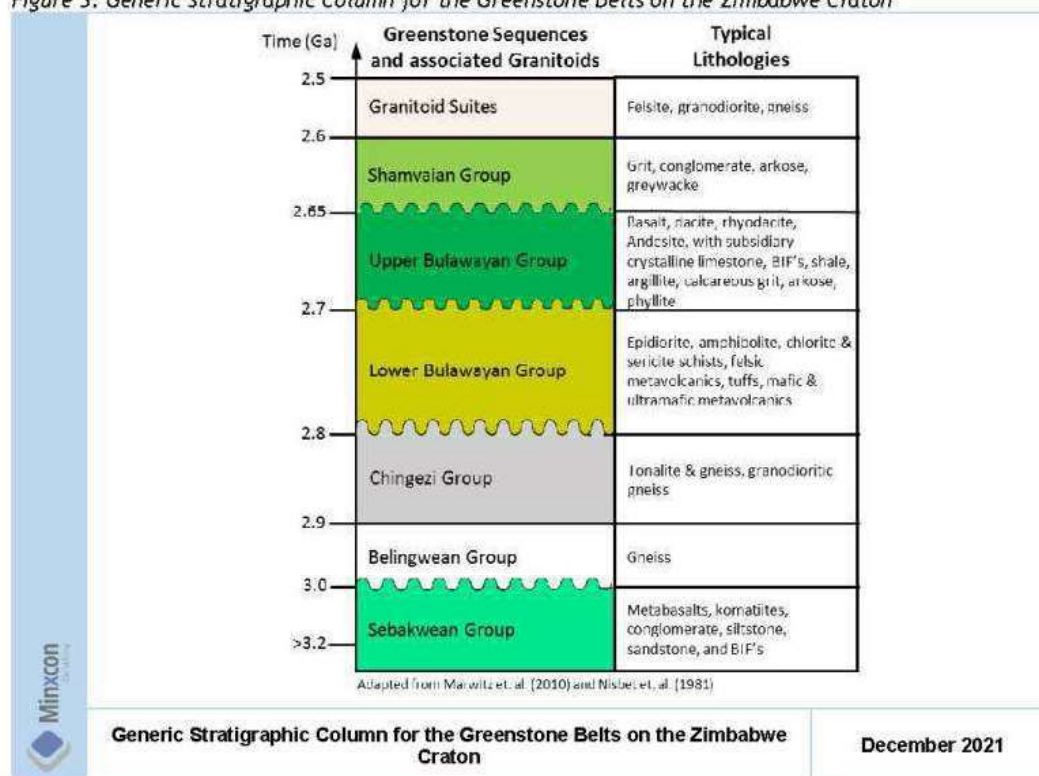 Figure 3: Generic Stratigraphic Column for the Greenstone Belts on the Zimbabwe Craton
Time (Ga)
Greenstone Sequences
and associated Granitoids
Typical
Lithologies
2.5
Granitoid Suites
Felsite, granodiorite, gneiss
2.6
Shamvaian Group
Grit, conglomerate, arkose,
greywacke
2.65
Upper Bulawayan Group
Basalt, dacite, rhyodacite,
Andesite, with subsidiary
crystalline limestone, BIF's, shale,
argillite, calcareous grit, arkose,
phyllite
2.7
Lower Bulawayan Group
Epidiorite, amphibolite, chlorite &
sericite schists, felsic
metavolcanics, tuffs, mafic &
ultramafic metavolcanics
2.8
Chingezi Group
Tonalite & gneiss, granodioritic
gneiss
2.9
Belingwean Group
Gneiss
3.0
Sebakwean Group
Metabasalts, komatiites,
conglomerate, siltstone,
sandstone, and BIF's
>3.2
Adapted from Marwitz et. al. (2010) and Nisbet et. al. (1981)
Minxcon
Generic Stratigraphic Column for the Greenstone Belts on the Zimbabwe
Craton
December 2021